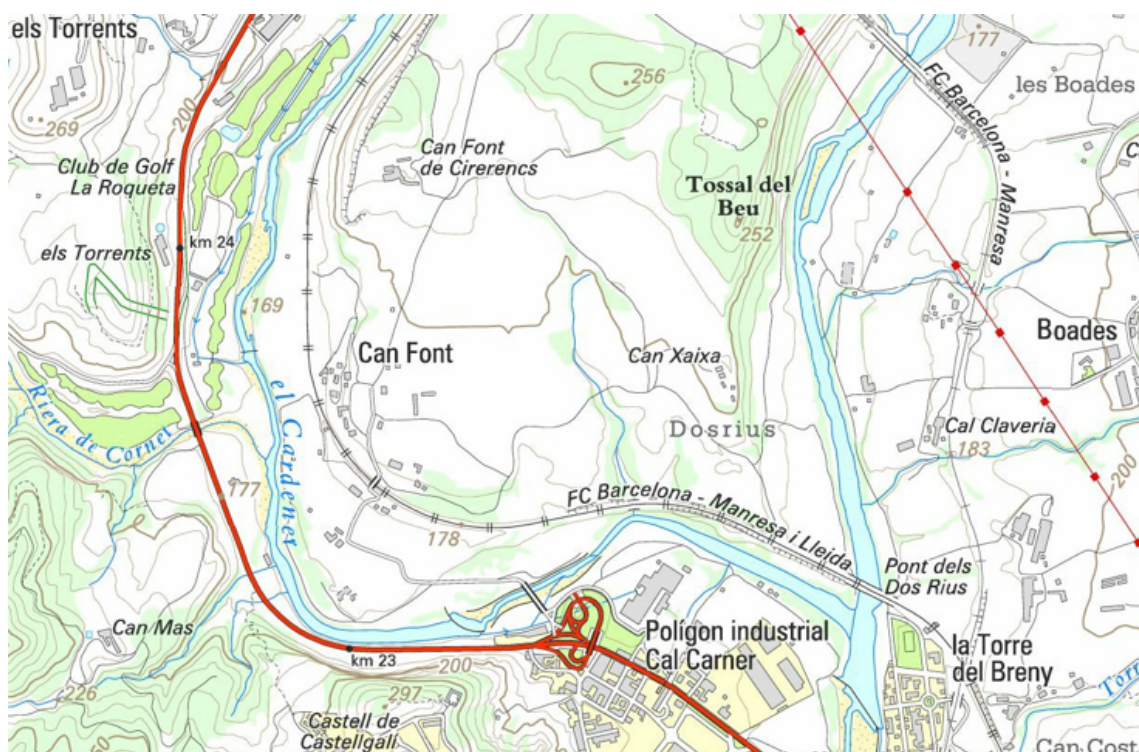 els Torrents
177
256
les Boades
FC Barcelona - Manresa
200
269
Club de Golf
La Roqueta
Can Font
de Cirerencs
Tossal del
Beu
252
km 24
els Torrents
169
Can Font
Can Xaixa
Boades
el Cardener
Riera de Cornet
Dosrius
Cal Claveria
183
200
177
FC Barcelona - Manresa i Lleida
178
Pont dels
Dos Rius
Can Mas
Polígon industrial
Cal Carner
la Torre
del Breny
km 23
200
226
297
Castell de
Castellgalí
Can Cost